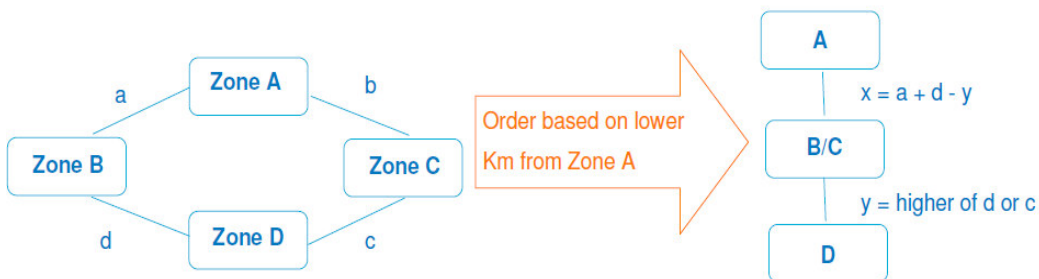 Zone A
a
b
Zone B
Zone C
d
Zone D
c
Order based on lower
Km from Zone A
A
x = a + d - y
B/C
y = higher of d or c
D